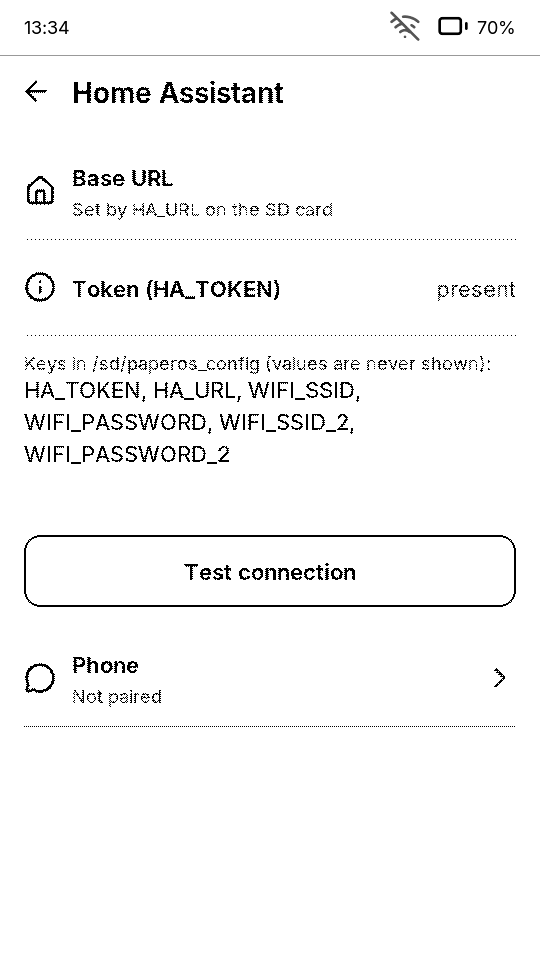 13:34
70%
Home Assistant
Base URL
Set by HA_URL on the SD card
Token (HA_TOKEN)
present
Keys in /sd/paperos_config (values are never shown):
HA_TOKEN, HA_URL, WIFI_SSID,
WIFI_PASSWORD, WIFI_SSID_2,
WIFI_PASSWORD_2
Test connection
Phone
Not paired